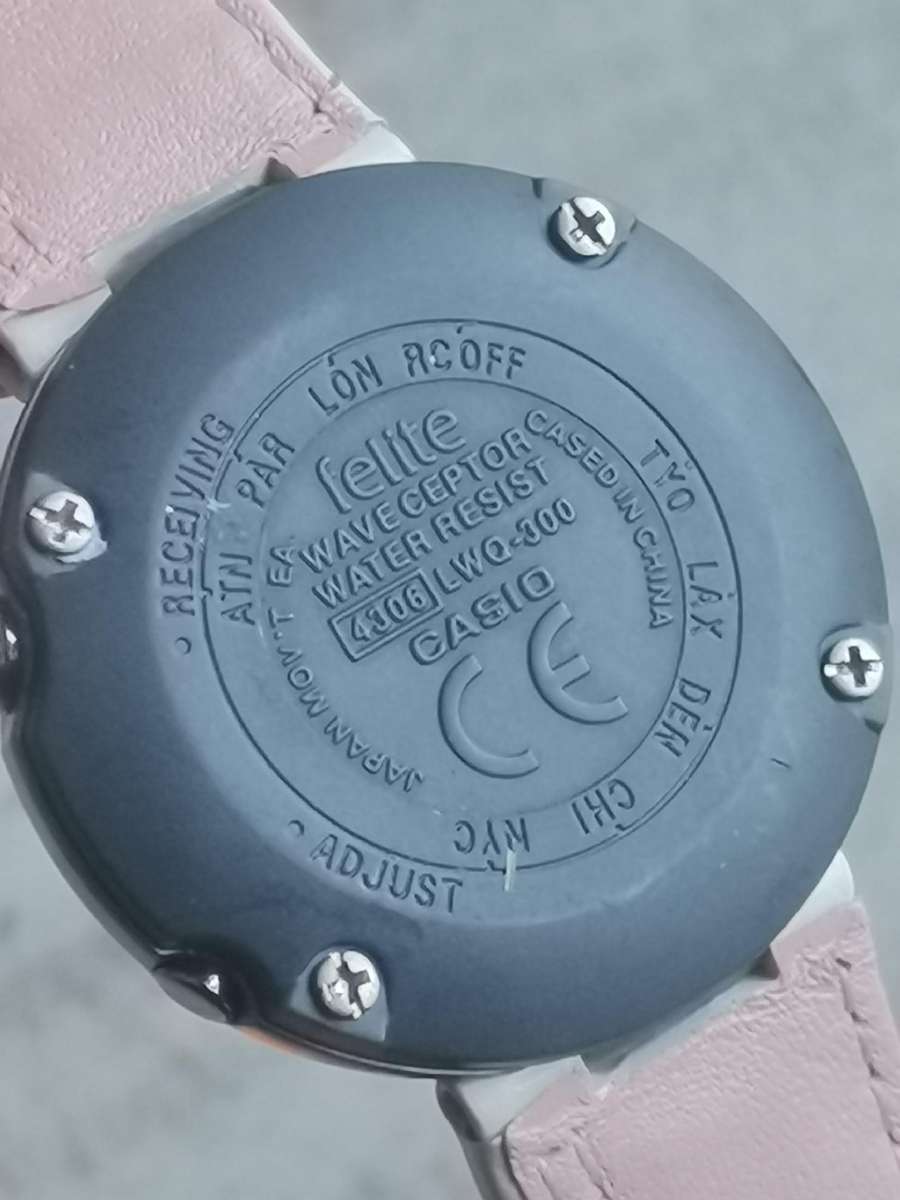 felite
WAVE CEPTOR
WATER RESIST
4306 LWQ-300
CASIO
CE
CASED IN CHINA
JAPAN MOV'T EA.
• RECEIVING
ATN PAR LON RC OFF TYO LAX DEN CHI NYC
• ADJUST